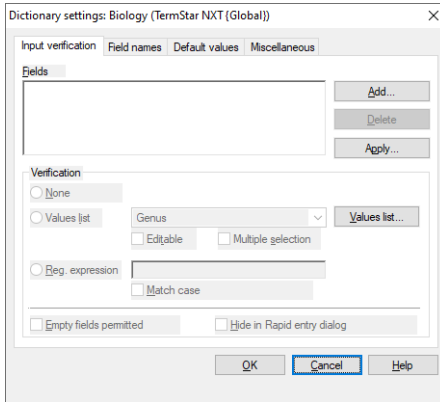 Dictionary settings: Biology (TermStar NXT {Global})
Input verification Field names Default values Miscellaneous
Fields
Add...
Delete
Apply...
Verification
None
Values list Genus Values list...
Editable Multiple selection
Reg. expression
Match case
Empty fields permitted Hide in Rapid entry dialog
OK Cancel Help